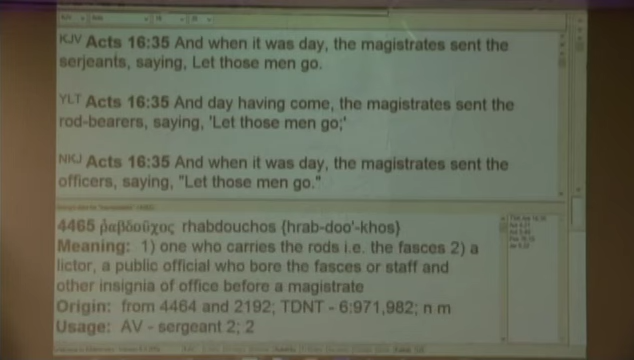 KJV Acts 16:35 And when it was day, the magistrates sent the
serjeants, saying, Let those men go.
YLT Acts 16:35 And day having come, the magistrates sent the
rod-bearers, saying, 'Let those men go;'
NKJ Acts 16:35 And when it was day, the magistrates sent the
officers, saying, "Let those men go."
4465 ῥαβδοῦχος rhabdouchos {hrab-doo'-khos}
Meaning: 1) one who carries the rods i.e. the fasces 2) a
lictor, a public official who bore the fasces or staff and
other insignia of office before a magistrate
Origin: from 4464 and 2192; TDNT - 6:971,982; n m
Usage: AV - sergeant 2; 2